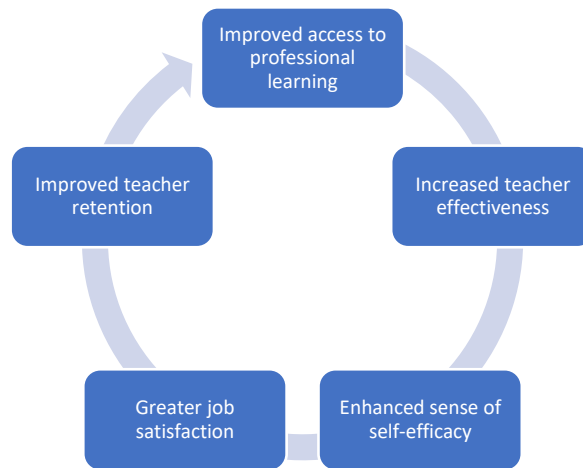 Improved access to
professional
learning
Increased teacher
effectiveness
Enhanced sense of
self-efficacy
Greater job
satisfaction
Improved teacher
retention